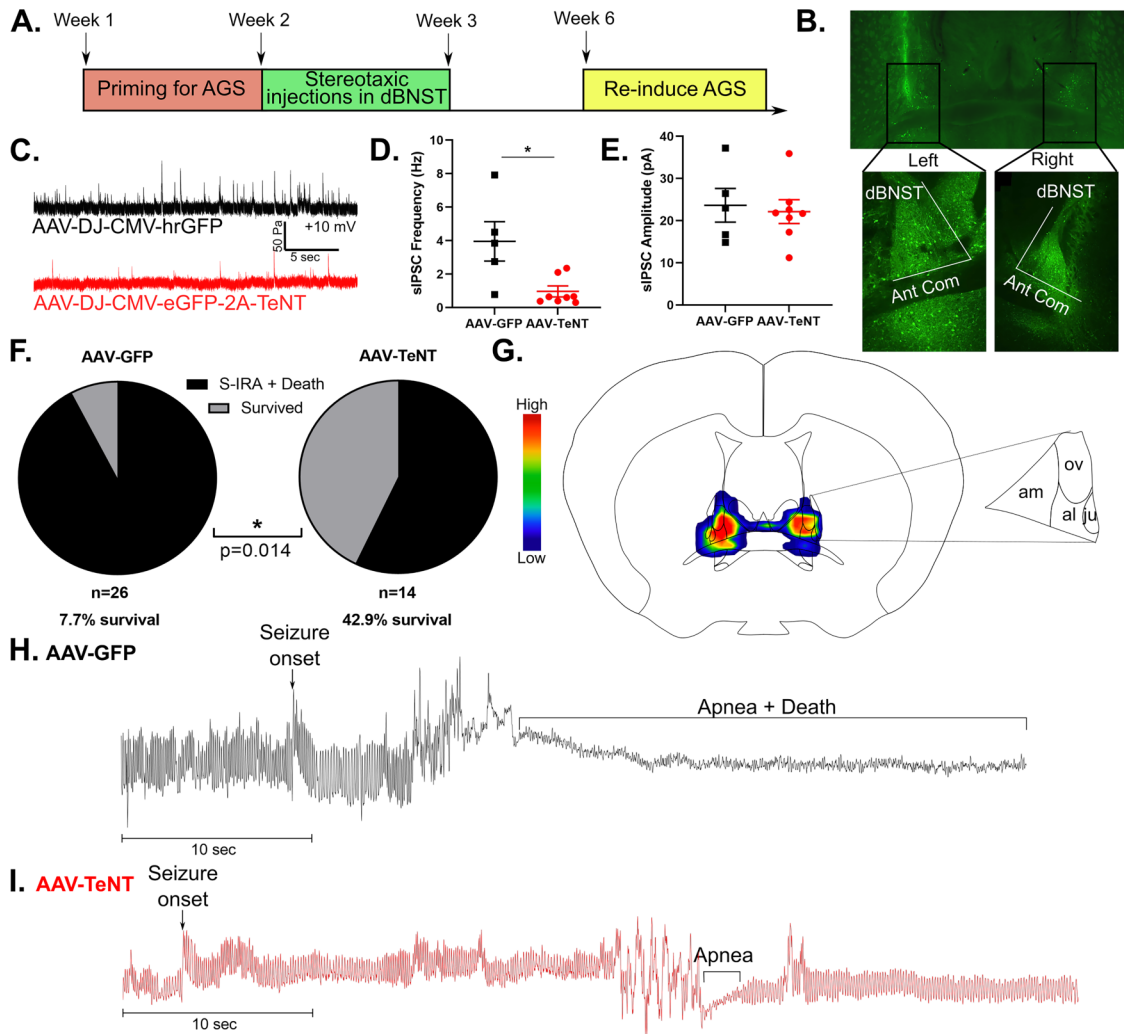 A.
Week 1
Week 2
Week 3
Week 6
Priming for AGS
Stereotaxic
injections in dBNST
Re-induce AGS
B.
Left
Right
dBNST
Ant Com
dBNST
Ant Com
C.
AAV-DJ-CMV-hrGFP
+10 mV
50 Pa
5 sec
AAV-DJ-CMV-eGFP-2A-TeNT
D.
sIPSC Frequency (Hz)
10
8
6
4
2
0
*
AAV-GFP
AAV-TeNT
E.
sIPSC Amplitude (pA)
50
40
30
20
10
0
AAV-GFP
AAV-TeNT
F.
AAV-GFP
AAV-TeNT
S-IRA + Death
Survived
*
p=0.014
n=26
7.7% survival
n=14
42.9% survival
G.
High
Low
am
ov
al
ju
H. AAV-GFP
Seizure
onset
Apnea + Death
10 sec
I. AAV-TeNT
Seizure
onset
Apnea
10 sec